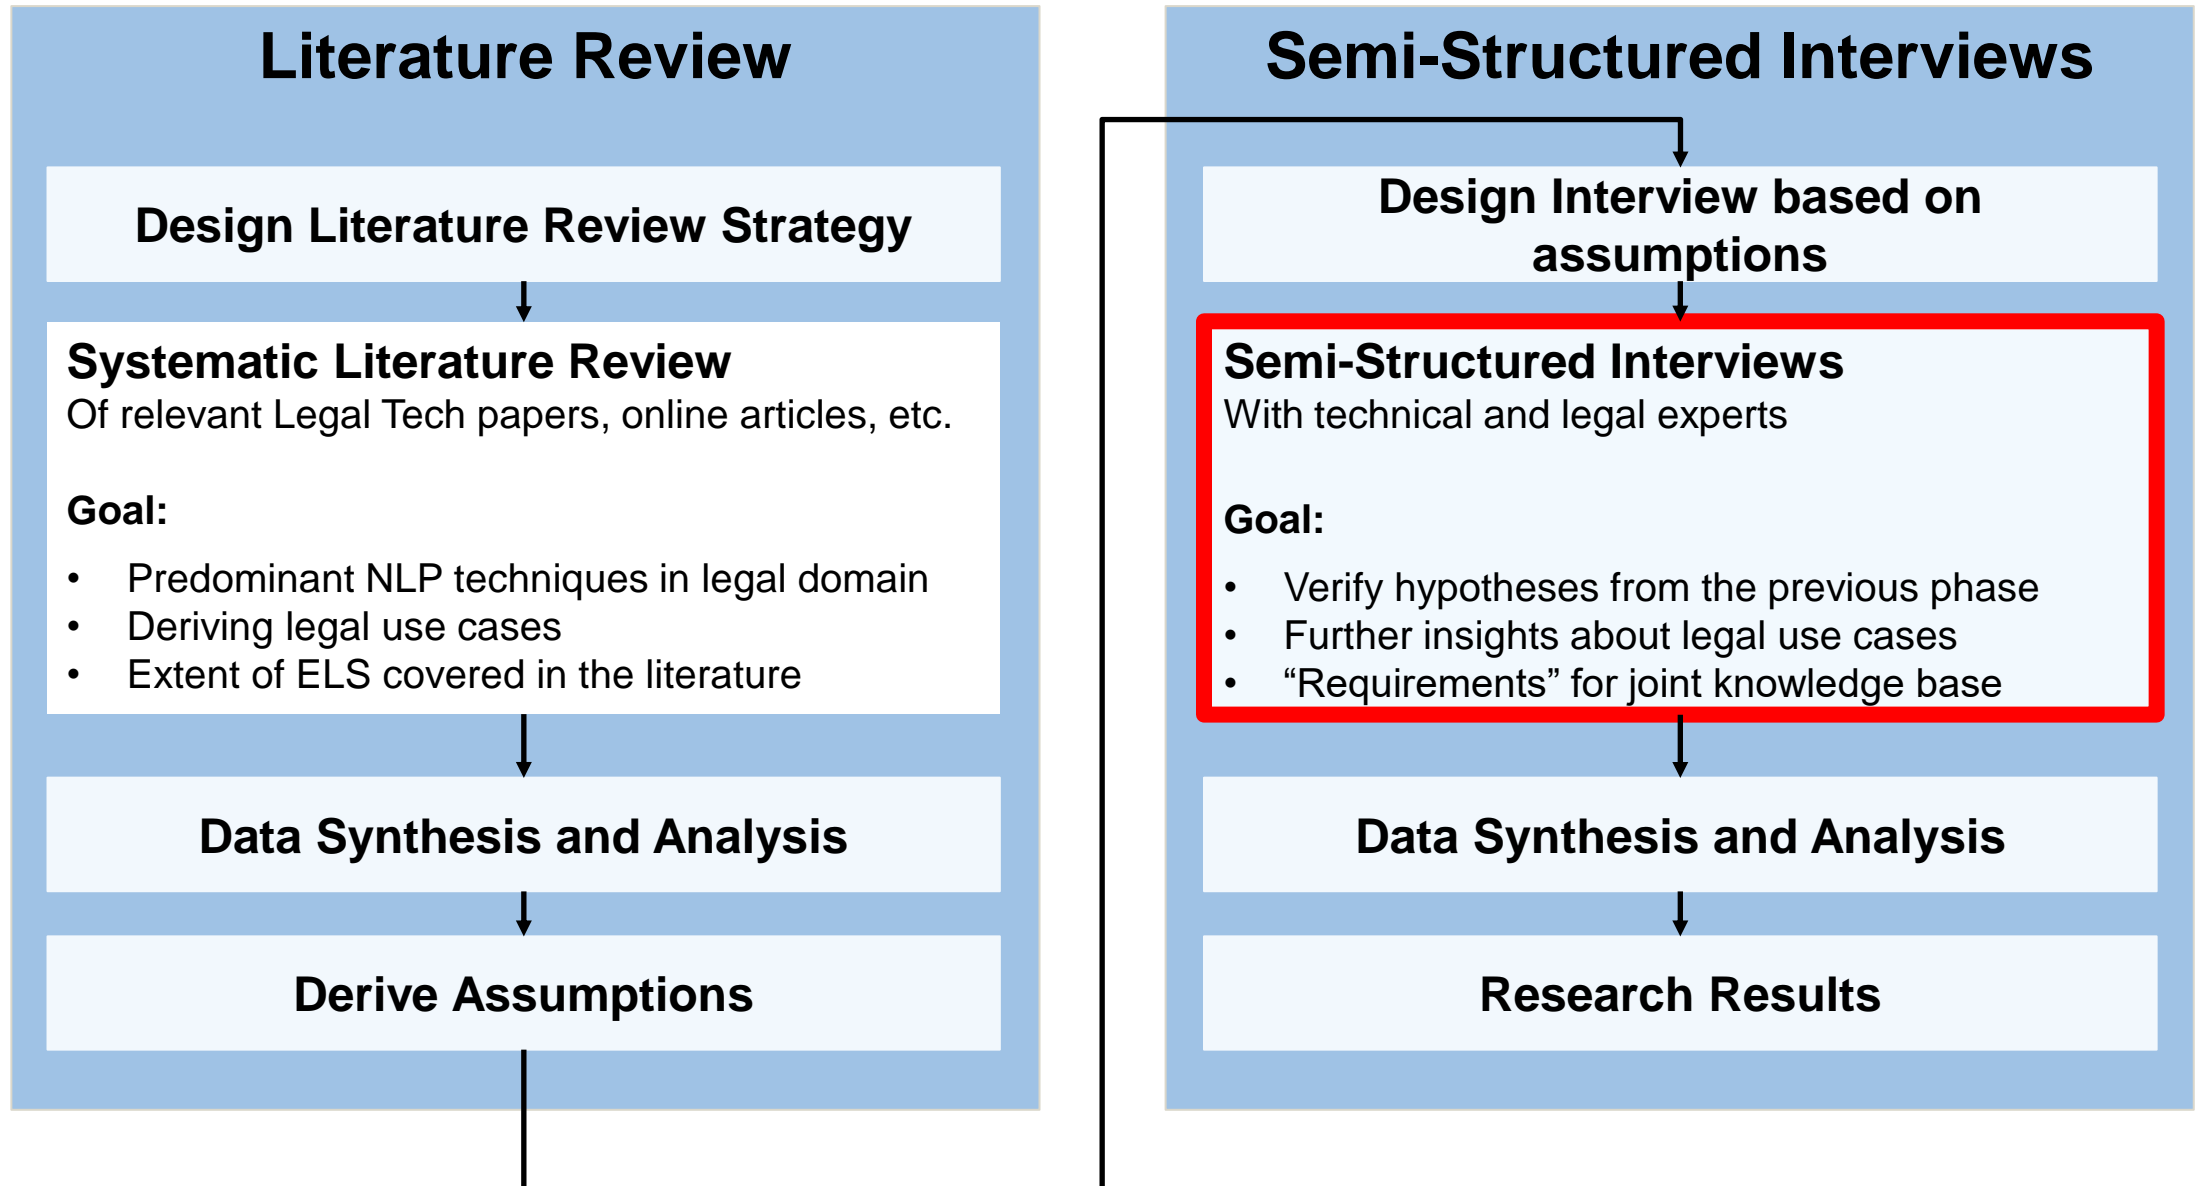 Literature Review
Design Literature Review Strategy
Systematic Literature Review
Of relevant Legal Tech papers, online articles, etc.
Goal:
• Predominant NLP techniques in legal domain
• Deriving legal use cases
• Extent of ELS covered in the literature
Data Synthesis and Analysis
Derive Assumptions
Semi-Structured Interviews
Design Interview based on
assumptions
Semi-Structured Interviews
With technical and legal experts
Goal:
• Verify hypotheses from the previous phase
• Further insights about legal use cases
• “Requirements” for joint knowledge base
Data Synthesis and Analysis
Research Results